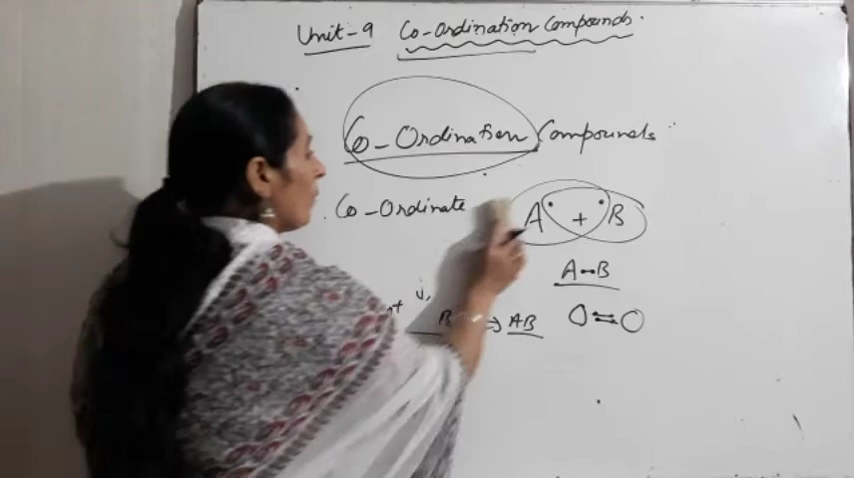 Unit-9 Co-Ordination Compounds.
Co-Ordination Compounds
Co-Ordinate A + B
A-B
B → AB O⇌O